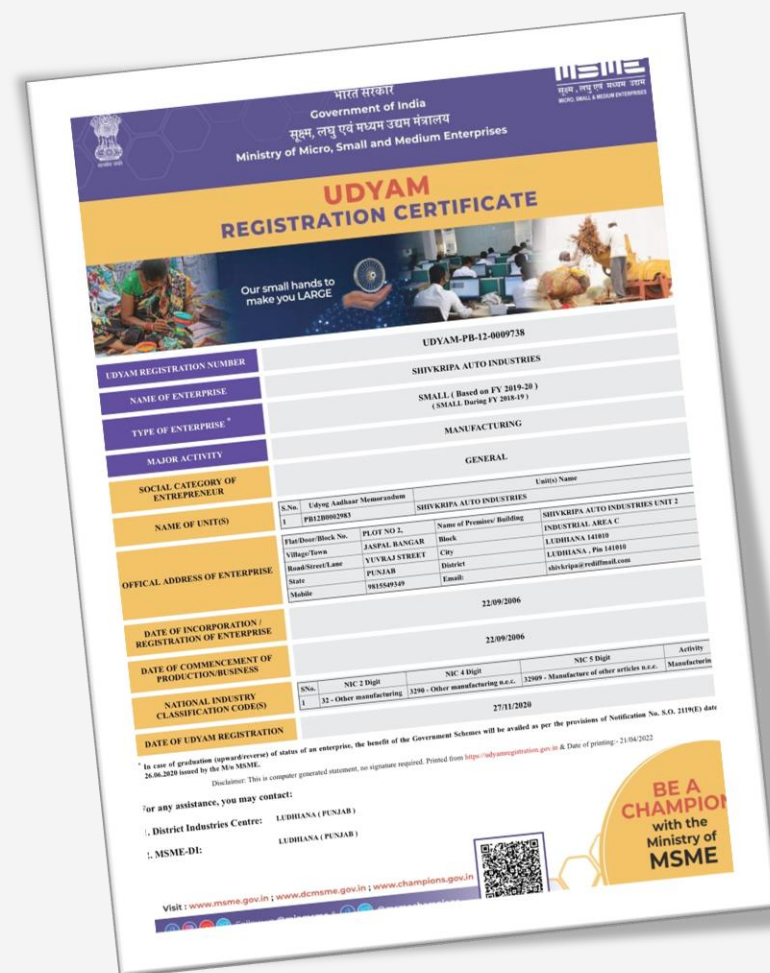 भारत सरकार
Government of India
सूक्ष्म, लघु एवं मध्यम उद्यम मंत्रालय
Ministry of Micro, Small and Medium Enterprises
सूक्ष्म, लघु एवं मध्यम उद्यम
MICRO, SMALL & MEDIUM ENTERPRISES
UDYAM
REGISTRATION CERTIFICATE
Our small hands to
make you LARGE
UDYAM REGISTRATION NUMBER UDYAM-PB-12-0009738
NAME OF ENTERPRISE SHIVKRIPA AUTO INDUSTRIES
TYPE OF ENTERPRISE * SMALL ( Based on FY 2019-20 )
( SMALL During FY 2018-19 )
MAJOR ACTIVITY MANUFACTURING
SOCIAL CATEGORY OF
ENTREPRENEUR GENERAL
NAME OF UNIT(S)
S.No. Udyog Aadhaar Memorandum Unit(s) Name
1 PB12B0002983 SHIVKRIPA AUTO INDUSTRIES
OFFICAL ADDRESS OF ENTERPRISE
Flat/Door/Block No. PLOT NO 2, Name of Premises/ Building SHIVKRIPA AUTO INDUSTRIES UNIT 2
Village/Town JASPAL BANGAR Block INDUSTRIAL AREA C
Road/Street/Lane YUVRAJ STREET City LUDHIANA 141010
State PUNJAB District LUDHIANA , Pin 141010
Mobile 9815549349 Email: shivkripa@rediffmail.com
DATE OF INCORPORATION /
REGISTRATION OF ENTERPRISE 22/09/2006
DATE OF COMMENCEMENT OF
PRODUCTION/BUSINESS 22/09/2006
NATIONAL INDUSTRY
CLASSIFICATION CODE(S)
SNo. NIC 2 Digit NIC 4 Digit NIC 5 Digit Activity
1 32 - Other manufacturing 3290 - Other manufacturing n.e.c. 32909 - Manufacture of other articles n.e.c. Manufacturin
DATE OF UDYAM REGISTRATION 27/11/2020
* In case of graduation (upward/reverse) of status of an enterprise, the benefit of the Government Schemes will be availed as per the provisions of Notification No. S.O. 2119(E) date
26.06.2020 issued by the M/o MSME.
Disclaimer: This is computer generated statement, no signature required. Printed from https://udyamregistration.gov.in & Date of printing:- 21/04/2022
For any assistance, you may contact:
1. District Industries Centre: LUDHIANA ( PUNJAB )
2. MSME-DI: LUDHIANA ( PUNJAB )
BE A
CHAMPION
with the
Ministry of
MSME
Visit : www.msme.gov.in ; www.dcmsme.gov.in ; www.champions.gov.in